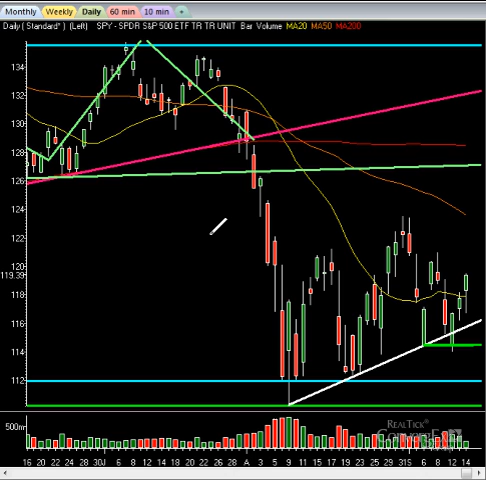 Monthly Weekly Daily 60 min 10 min +
Daily ( Standard* ) (Left) SPY - SPDR S&P 500 ETF TR TR UNIT Bar Volume MA20 MA50 MA200
134
132
130
128
126
124
122
120
119.39
118
116
114
112
500m
REALTICK®
16 20 22 24 28 30J 6 8 12 14 18 20 22 26 28 A 3 5 9 11 15 17 19 23 25 29 31S 6 8 12 14